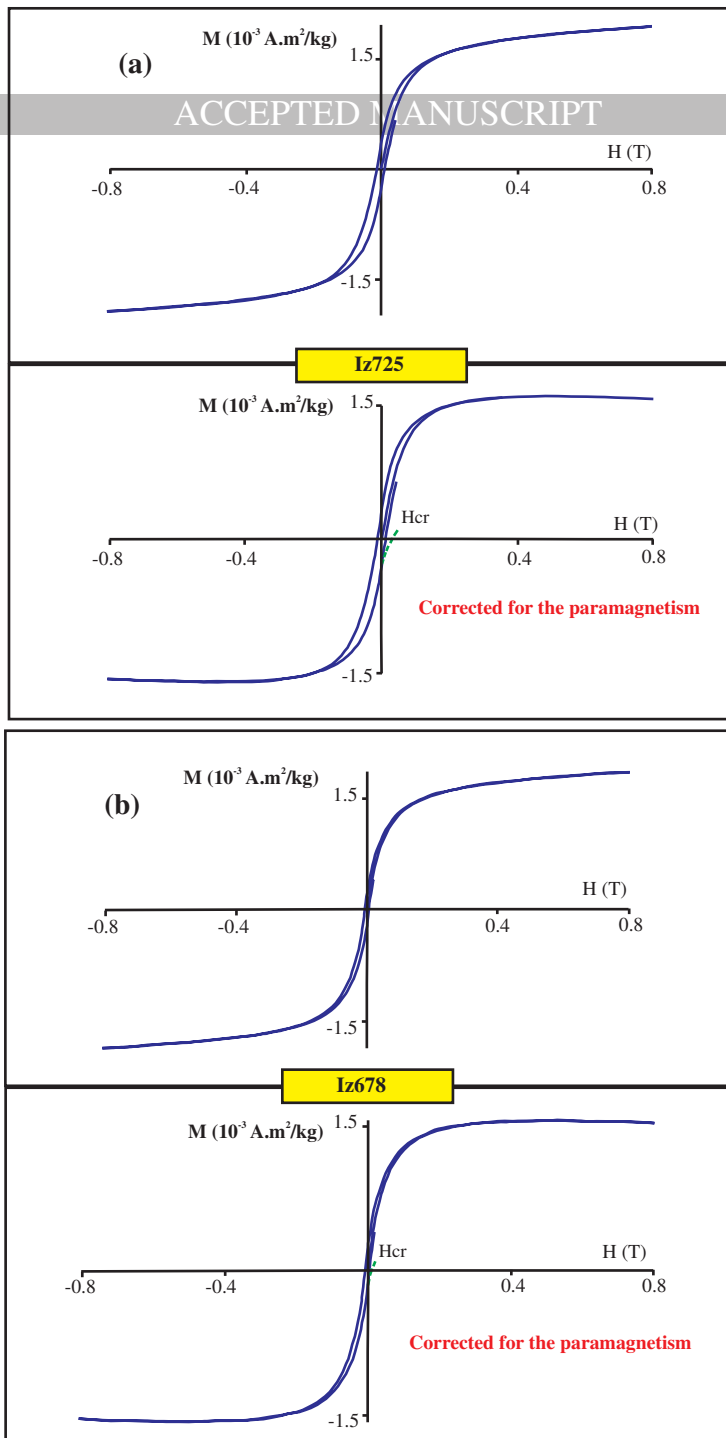 M (10⁻³ A.m²/kg)
1.5
(a)
ACCEPTED MANUSCRIPT
H (T)
-0.8
-0.4
0.4
0.8
-1.5
Iz725
M (10⁻³ A.m²/kg)
1.5
Hcr
H (T)
-0.8
-0.4
0.4
0.8
Corrected for the paramagnetism
-1.5
M (10⁻³ A.m²/kg)
1.5
(b)
H (T)
-0.8
-0.4
0.4
0.8
-1.5
Iz678
M (10⁻³ A.m²/kg)
1.5
Hcr
H (T)
-0.8
-0.4
0.4
0.8
Corrected for the paramagnetism
-1.5